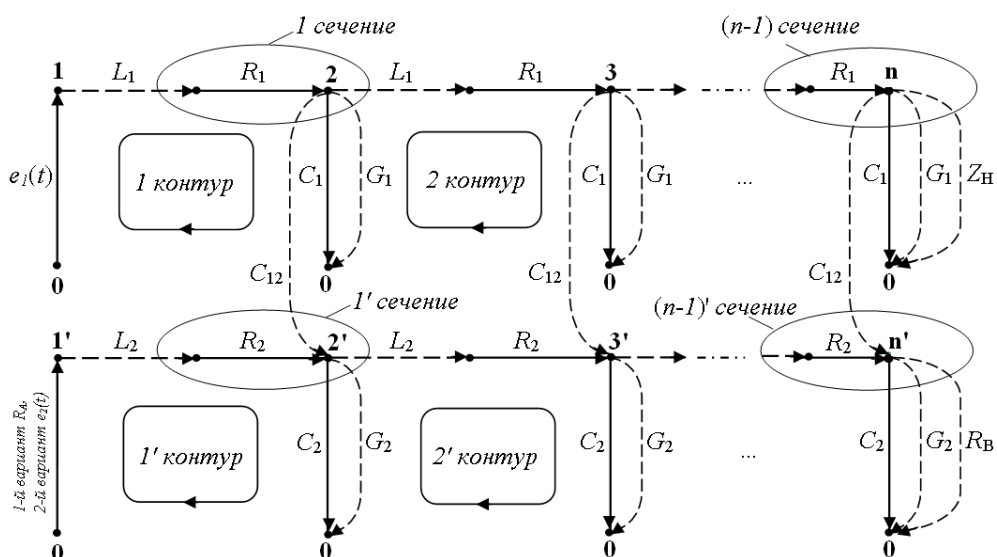 1 сечение
(n-1) сечение
1 L₁ R₁ 2 L₁ R₁ 3 R₁ n
e₁(t) 1 контур C₁ G₁ 2 контур C₁ G₁ ... C₁ G₁ Z_Н
0 0 0 0
C₁₂ C₁₂ C₁₂
1′ сечение
(n-1)′ сечение
1' L₂ R₂ 2' L₂ R₂ 3' R₂ n'
1-й вариант R_A,
2-й вариант e₂(t)
1′ контур C₂ G₂ 2′ контур C₂ G₂ ... C₂ G₂ R_В
0 0 0 0